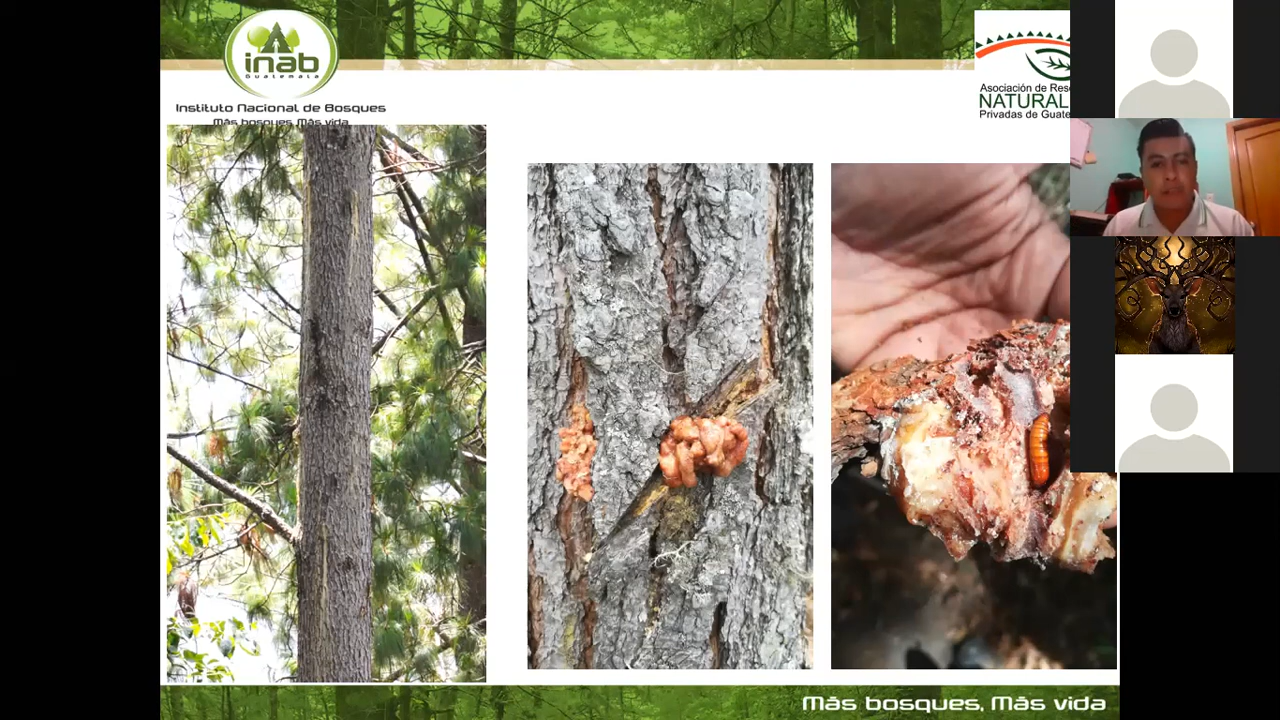 inab
Guatemala
Instituto Nacional de Bosques
Más bosques, Más vida
Asociación de Rese
NATURAL
Privadas de Guate
Más bosques, Más vida